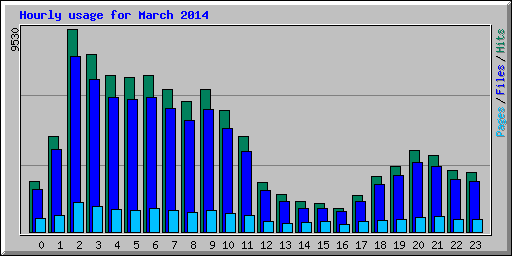 Hourly usage for March 2014
9530
Pages/Files/Hits
0 1 2 3 4 5 6 7 8 9 10 11 12 13 14 15 16 17 18 19 20 21 22 23